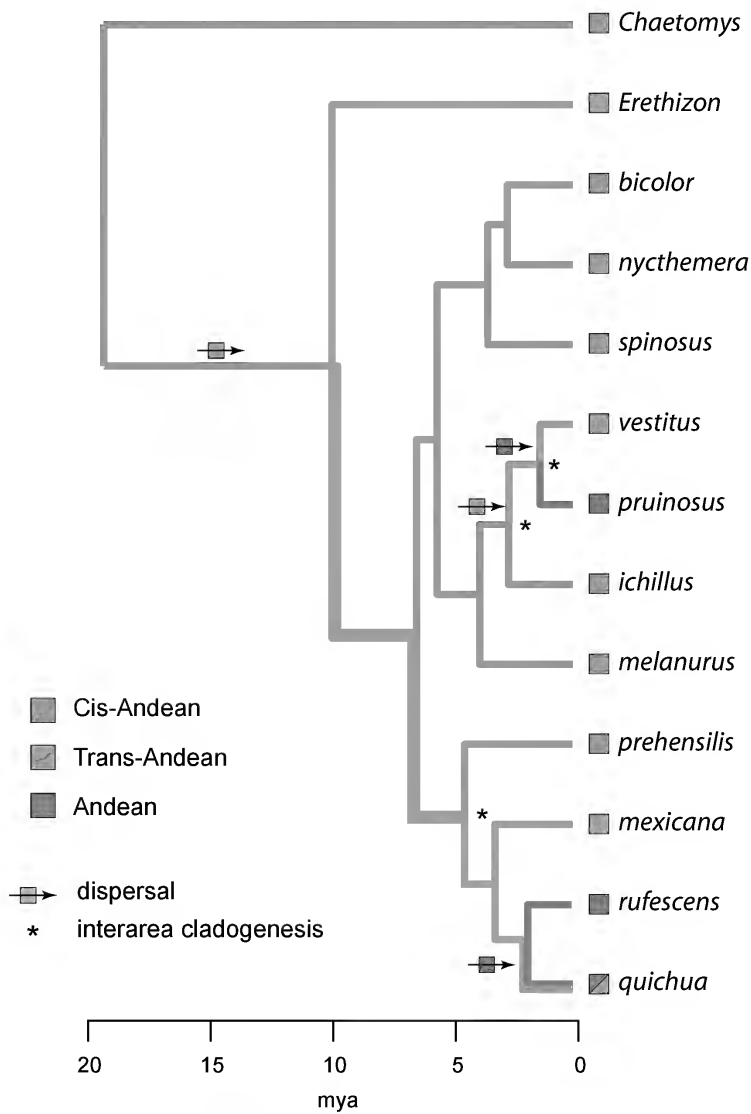 Chaetomys
Erethizon
bicolor
nycthemera
spinosus
vestitus
*
pruinosus
*
ichillus
melanurus
Cis-Andean
Trans-Andean
Andean
dispersal
* interarea cladogenesis
prehensilis
*
mexicana
rufescens
quichua
20 15 10 5 0
mya